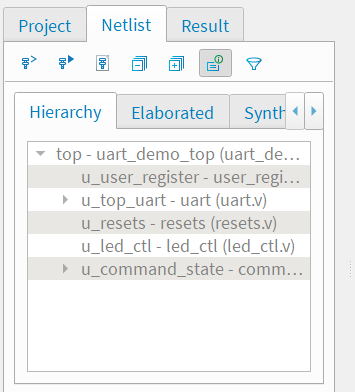 Project
Netlist
Result
Hierarchy
Elaborated
Synth
top - uart_demo_top (uart_de...
u_user_register - user_regi...
u_top_uart - uart (uart.v)
u_resets - resets (resets.v)
u_led_ctl - led_ctl (led_ctl.v)
u_command_state - comm...